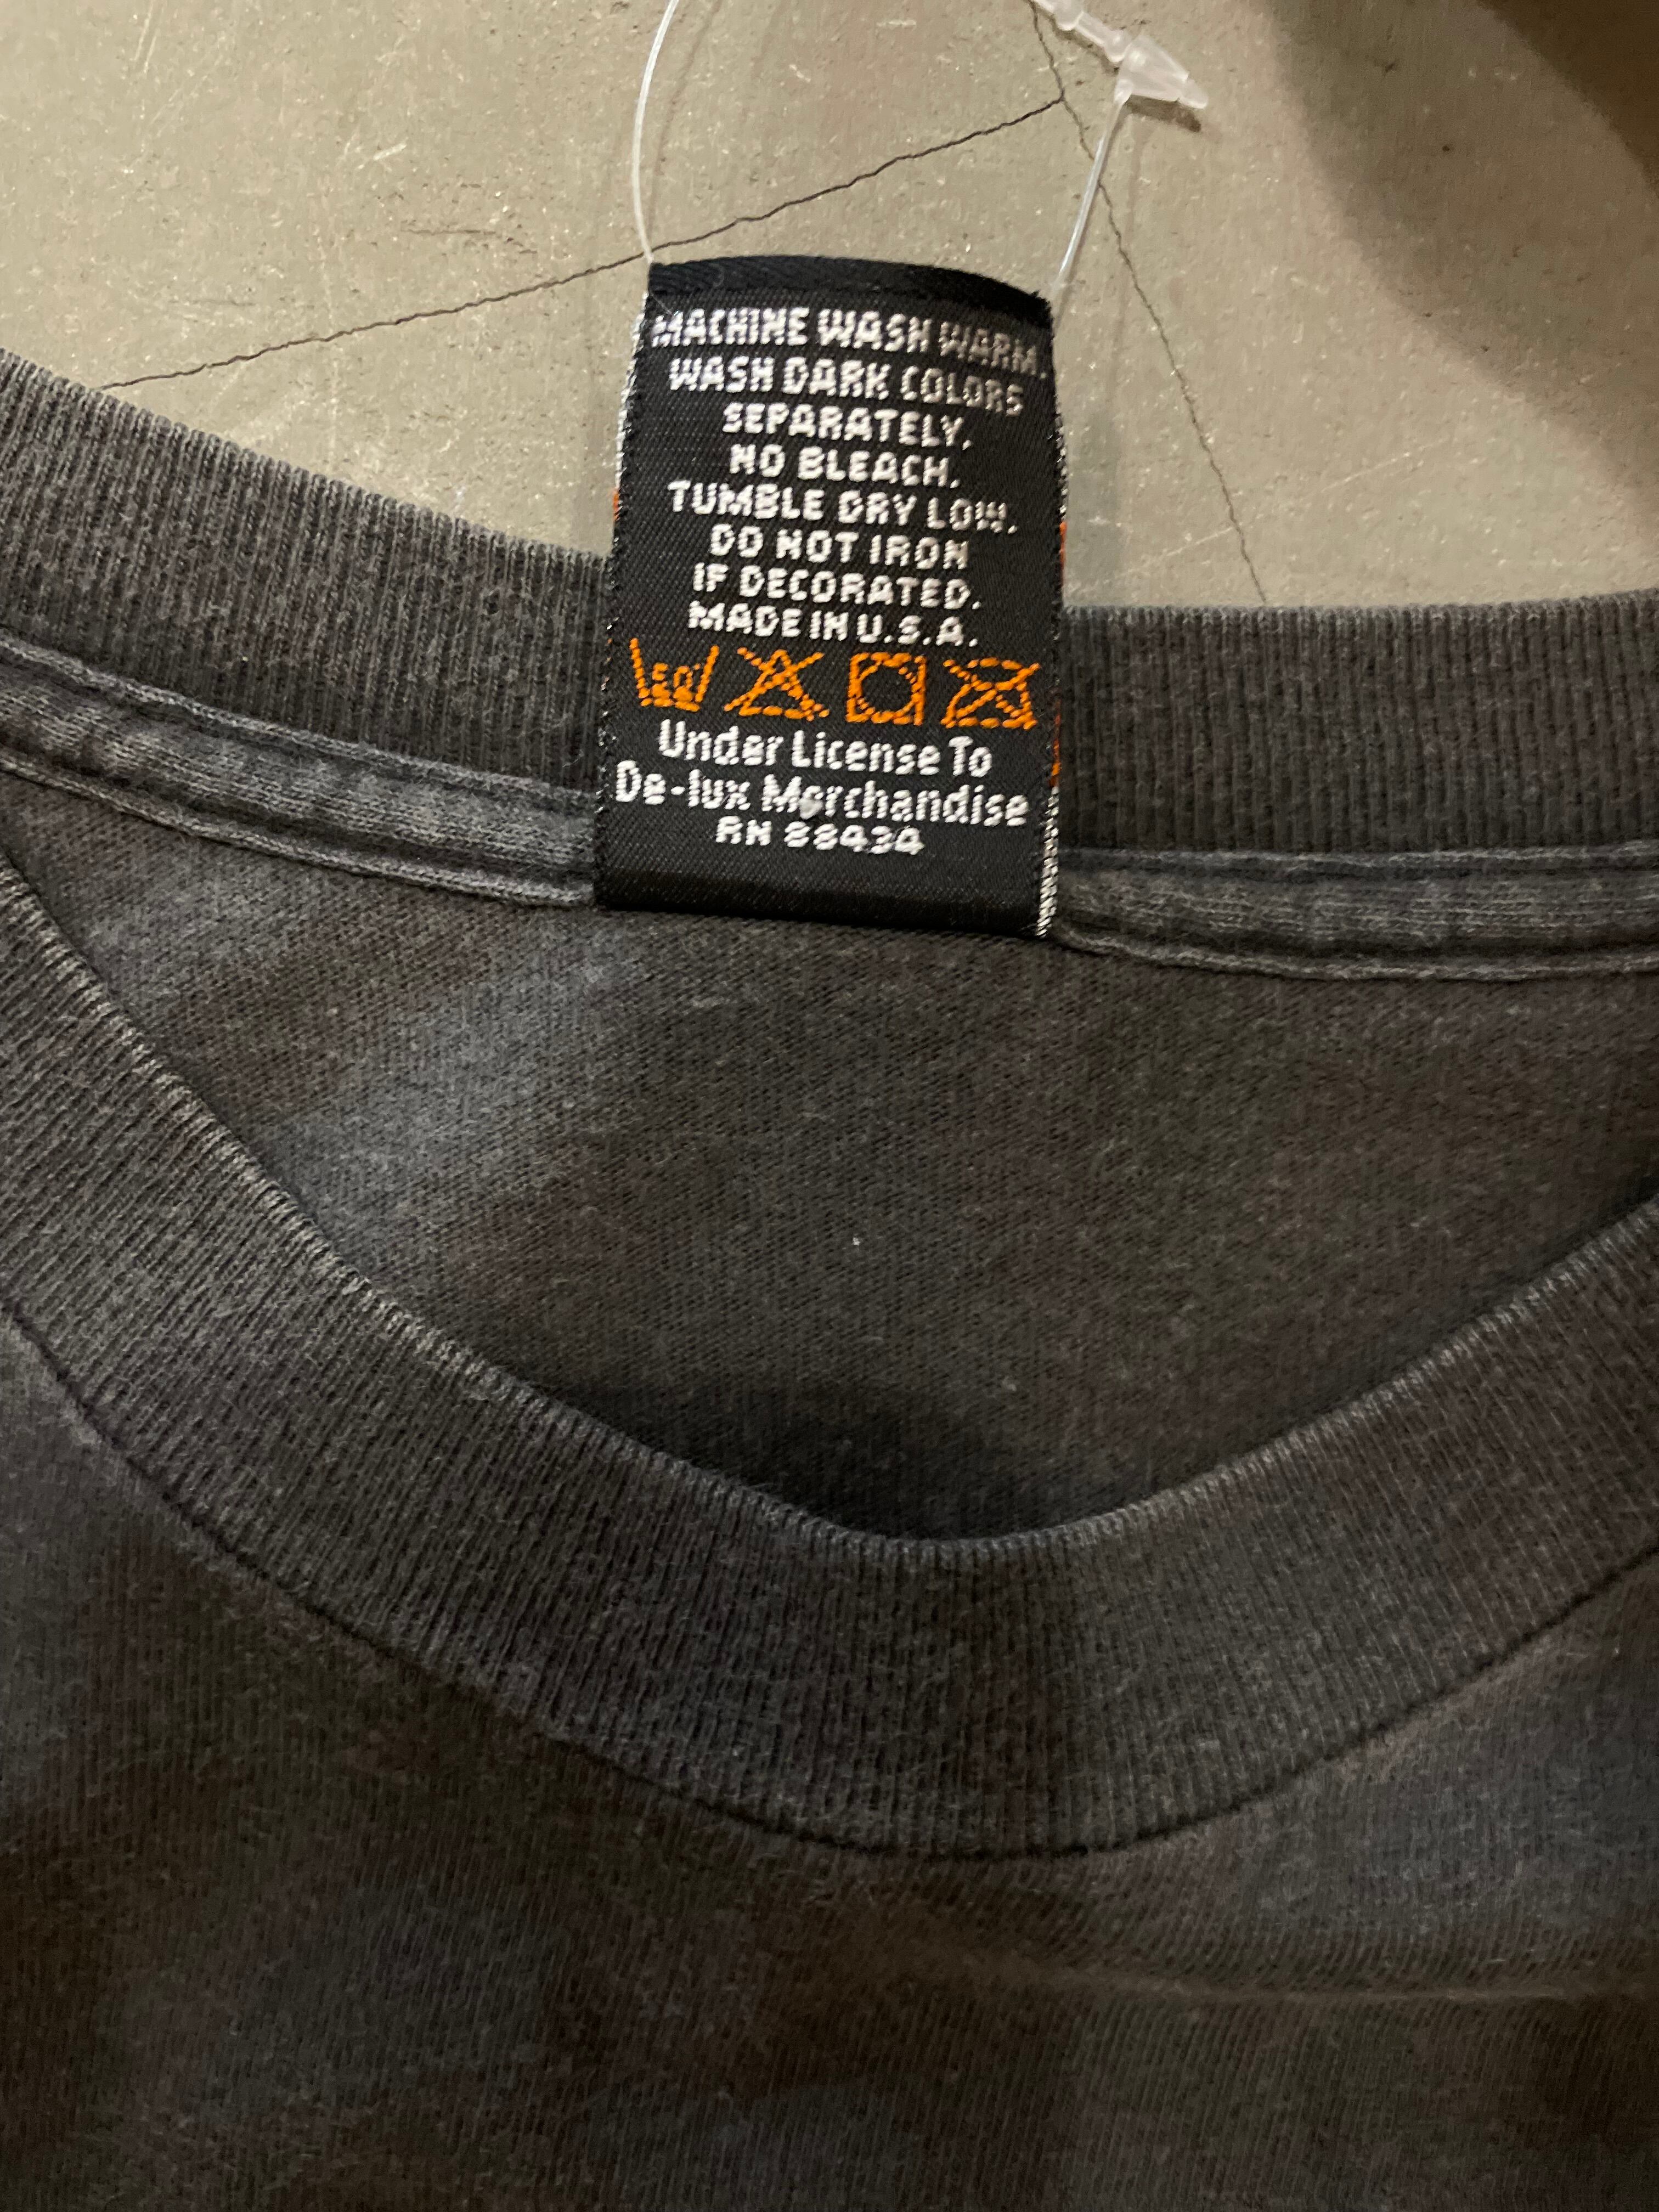 MACHINE WASH WARM.
WASH DARK COLORS
SEPARATELY.
NO BLEACH.
TUMBLE DRY LOW.
DO NOT IRON
IF DECORATED.
MADE IN U.S.A.
50°
Under License To
De-lux Merchandise
RN 88434